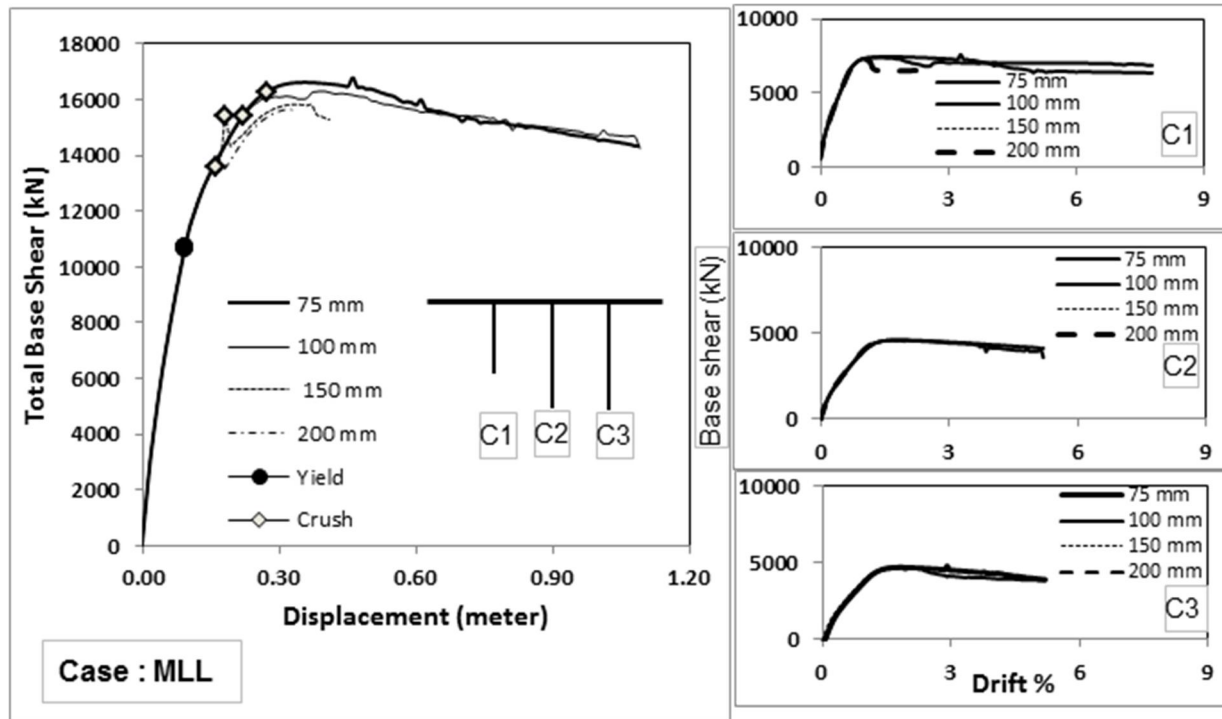 18000
16000
14000
12000
10000
8000
6000
4000
2000
0
Total Base Shear (kN)
75 mm
100 mm
150 mm
200 mm
Yield
Crush
C1 C2 C3
0.00 0.30 0.60 0.90 1.20
Displacement (meter)
Case : MLL
Base shear (kN)
10000
5000
0
75 mm
100 mm
150 mm
200 mm
C1
0 3 6 9
10000
5000
0
75 mm
100 mm
150 mm
200 mm
C2
0 3 6 9
10000
5000
0
75 mm
100 mm
150 mm
200 mm
C3
0 3 6 9
Drift %